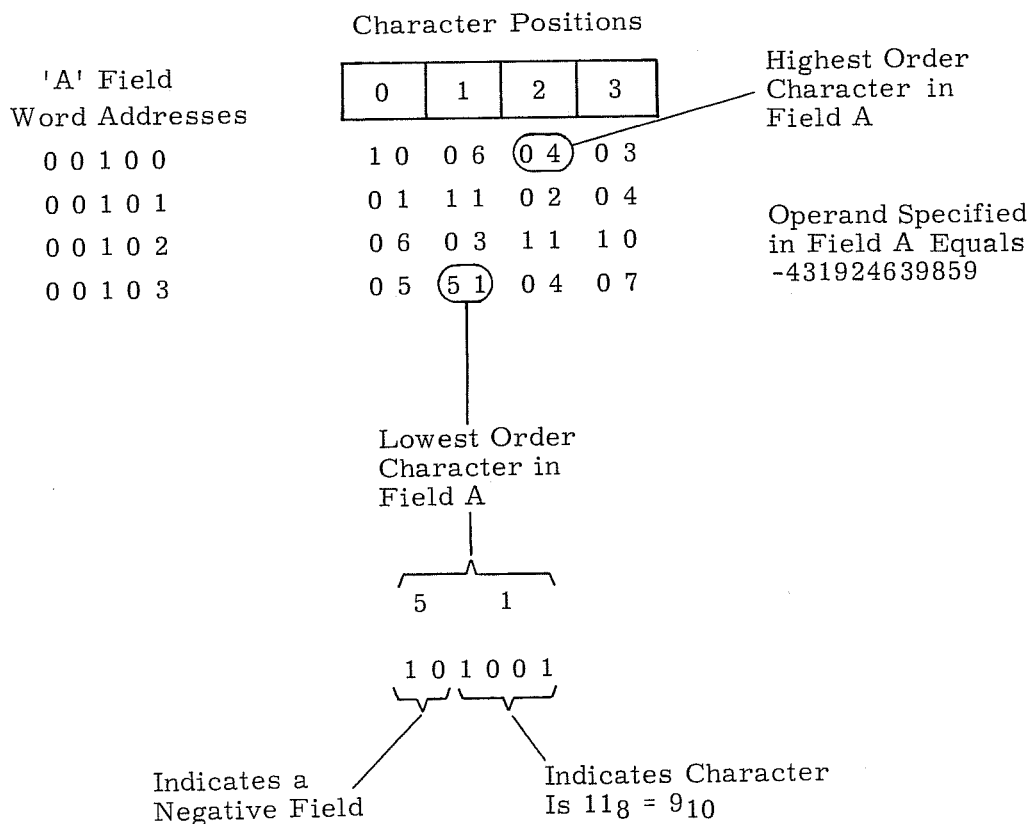 Character Positions
'A' Field
Word Addresses
0 1 2 3
Highest Order
Character in
Field A
0 0 1 0 0 1 0 0 6 0 4 0 3
0 0 1 0 1 0 1 1 1 0 2 0 4
0 0 1 0 2 0 6 0 3 1 1 1 0
0 0 1 0 3 0 5 5 1 0 4 0 7
Operand Specified
in Field A Equals
-431924639859
Lowest Order
Character in
Field A
5 1
1 0 1 0 0 1
Indicates a
Negative Field
Indicates Character
Is 11₈ = 9₁₀